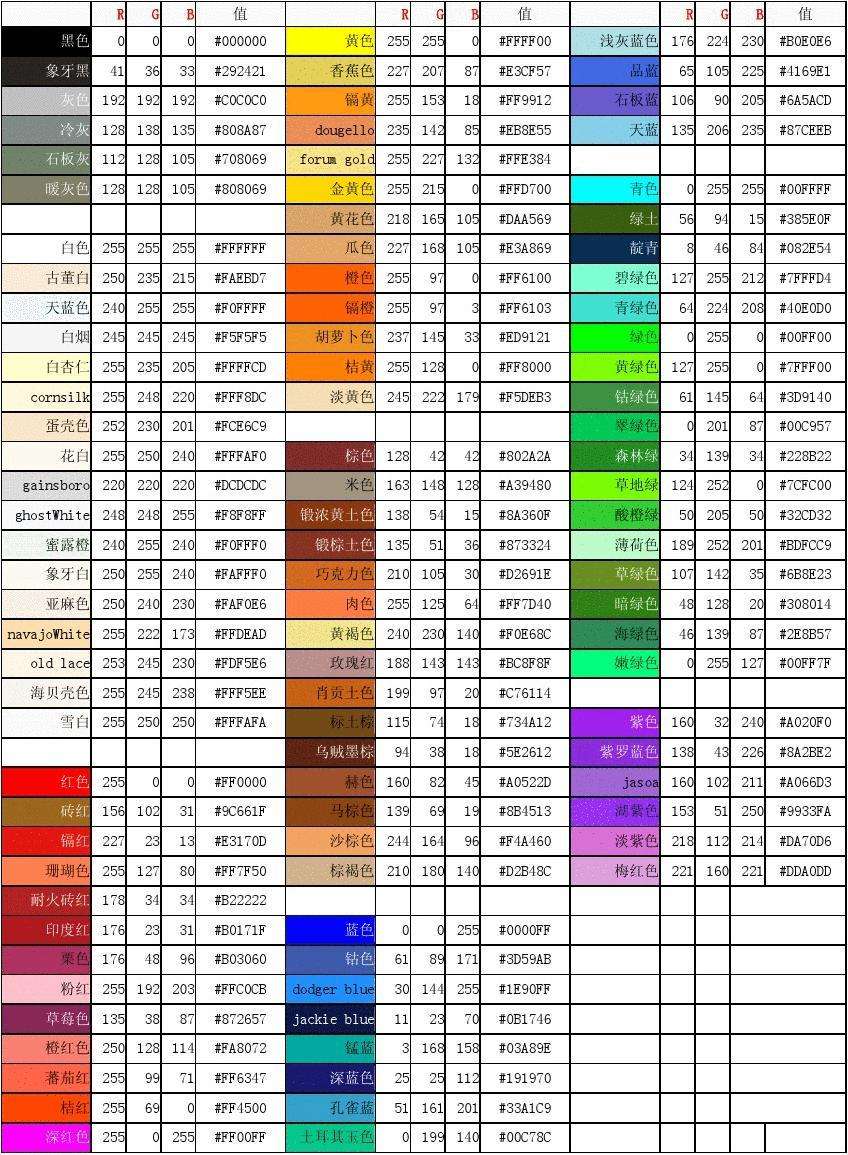 R G B 值 R G B 值 R G B 值
黑色 0 0 0 #000000 黄色 255 255 0 #FFFF00 浅灰蓝色 176 224 230 #B0E0E6
象牙黑 41 36 33 #292421 香蕉色 227 207 87 #E3CF57 品蓝 65 105 225 #4169E1
灰色 192 192 192 #C0C0C0 镉黄 255 153 18 #FF9912 石板蓝 106 90 205 #6A5ACD
冷灰 128 138 135 #808A87 dougello 235 142 85 #EB8E55 天蓝 135 206 235 #87CEEB
石板灰 112 128 105 #708069 forum gold 255 227 132 #FFE384
暖灰色 128 128 105 #808069 金黄色 255 215 0 #FFD700 青色 0 255 255 #00FFFF
黄花色 218 165 105 #DAA569 绿土 56 94 15 #385E0F
白色 255 255 255 #FFFFFF 瓜色 227 168 105 #E3A869 靛青 8 46 84 #082E54
古董白 250 235 215 #FAEBD7 橙色 255 97 0 #FF6100 碧绿色 127 255 212 #7FFFD4
天蓝色 240 255 255 #F0FFFF 镉橙 255 97 3 #FF6103 青绿色 64 224 208 #40E0D0
白烟 245 245 245 #F5F5F5 胡萝卜色 237 145 33 #ED9121 绿色 0 255 0 #00FF00
白杏仁 255 235 205 #FFFFCD 桔黄 255 128 0 #FF8000 黄绿色 127 255 0 #7FFF00
cornsilk 255 248 220 #FFF8DC 淡黄色 245 222 179 #F5DEB3 钴绿色 61 145 64 #3D9140
蛋壳色 252 230 201 #FCE6C9 翠绿色 0 201 87 #00C957
花白 255 250 240 #FFFAF0 棕色 128 42 42 #802A2A 森林绿 34 139 34 #228B22
gainsboro 220 220 220 #DCDCDC 米色 163 148 128 #A39480 草地绿 124 252 0 #7CFC00
ghostWhite 248 248 255 #F8F8FF 锻浓黄土色 138 54 15 #8A360F 酸橙绿 50 205 50 #32CD32
蜜露橙 240 255 240 #F0FFF0 锻棕土色 135 51 36 #873324 薄荷色 189 252 201 #BDFCC9
象牙白 250 255 240 #FAFFF0 巧克力色 210 105 30 #D2691E 草绿色 107 142 35 #6B8E23
亚麻色 250 240 230 #FAF0E6 肉色 255 125 64 #FF7D40 暗绿色 48 128 20 #308014
navajoWhite 255 222 173 #FFDEAD 黄褐色 240 230 140 #F0E68C 海绿色 46 139 87 #2E8B57
old lace 253 245 230 #FDF5E6 玫瑰红 188 143 143 #BC8F8F 嫩绿色 0 255 127 #00FF7F
海贝壳色 255 245 238 #FFF5EE 肖贡土色 199 97 20 #C76114
雪白 255 250 250 #FFFAFA 标土棕 115 74 18 #734A12 紫色 160 32 240 #A020F0
乌贼墨棕 94 38 18 #5E2612 紫罗蓝色 138 43 226 #8A2BE2
红色 255 0 0 #FF0000 赫色 160 82 45 #A0522D jasoa 160 102 211 #A066D3
砖红 156 102 31 #9C661F 马棕色 139 69 19 #8B4513 湖紫色 153 51 250 #9933FA
镉红 227 23 13 #E3170D 沙棕色 244 164 96 #F4A460 淡紫色 218 112 214 #DA70D6
珊瑚色 255 127 80 #FF7F50 棕褐色 210 180 140 #D2B48C 梅红色 221 160 221 #DDA0DD
耐火砖红 178 34 34 #B22222
印度红 176 23 31 #B0171F 蓝色 0 0 255 #0000FF
栗色 176 48 96 #B03060 钴色 61 89 171 #3D59AB
粉红 255 192 203 #FFC0CB dodger blue 30 144 255 #1E90FF
草莓色 135 38 87 #872657 jackie blue 11 23 70 #0B1746
橙红色 250 128 114 #FA8072 锰蓝 3 168 158 #03A89E
蕃茄红 255 99 71 #FF6347 深蓝色 25 25 112 #191970
桔红 255 69 0 #FF4500 孔雀蓝 51 161 201 #33A1C9
深红色 255 0 255 #FF00FF 土耳其玉色 0 199 140 #00C78C